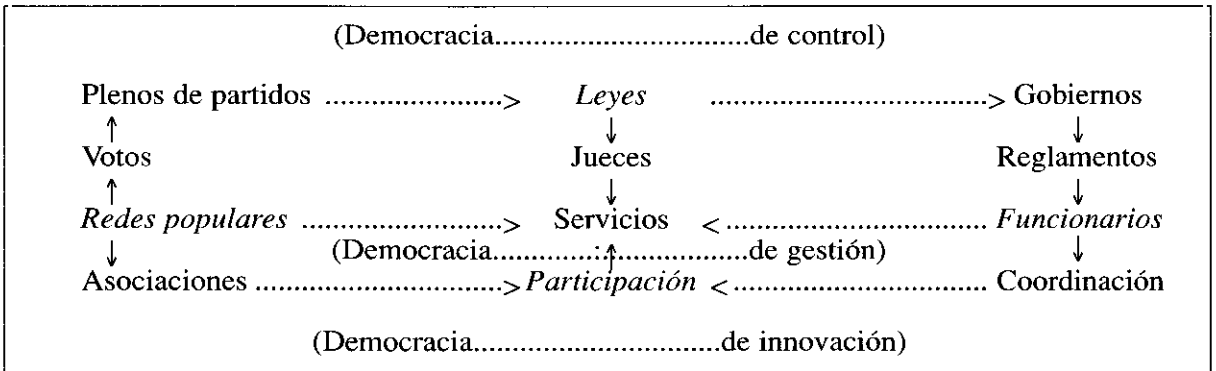 (Democracia................................de control)
Plenos de partidos .......................> Leyes ....................................> Gobiernos
↑ ↓ ↓
Votos Jueces Reglamentos
↑ ↓ ↓
Redes populares ............................> Servicios < ................................. Funcionarios
↓ (Democracia.............:↑.................de gestión) ↓
Asociaciones ................................> Participación < ................................. Coordinación
(Democracia................................de innovación)